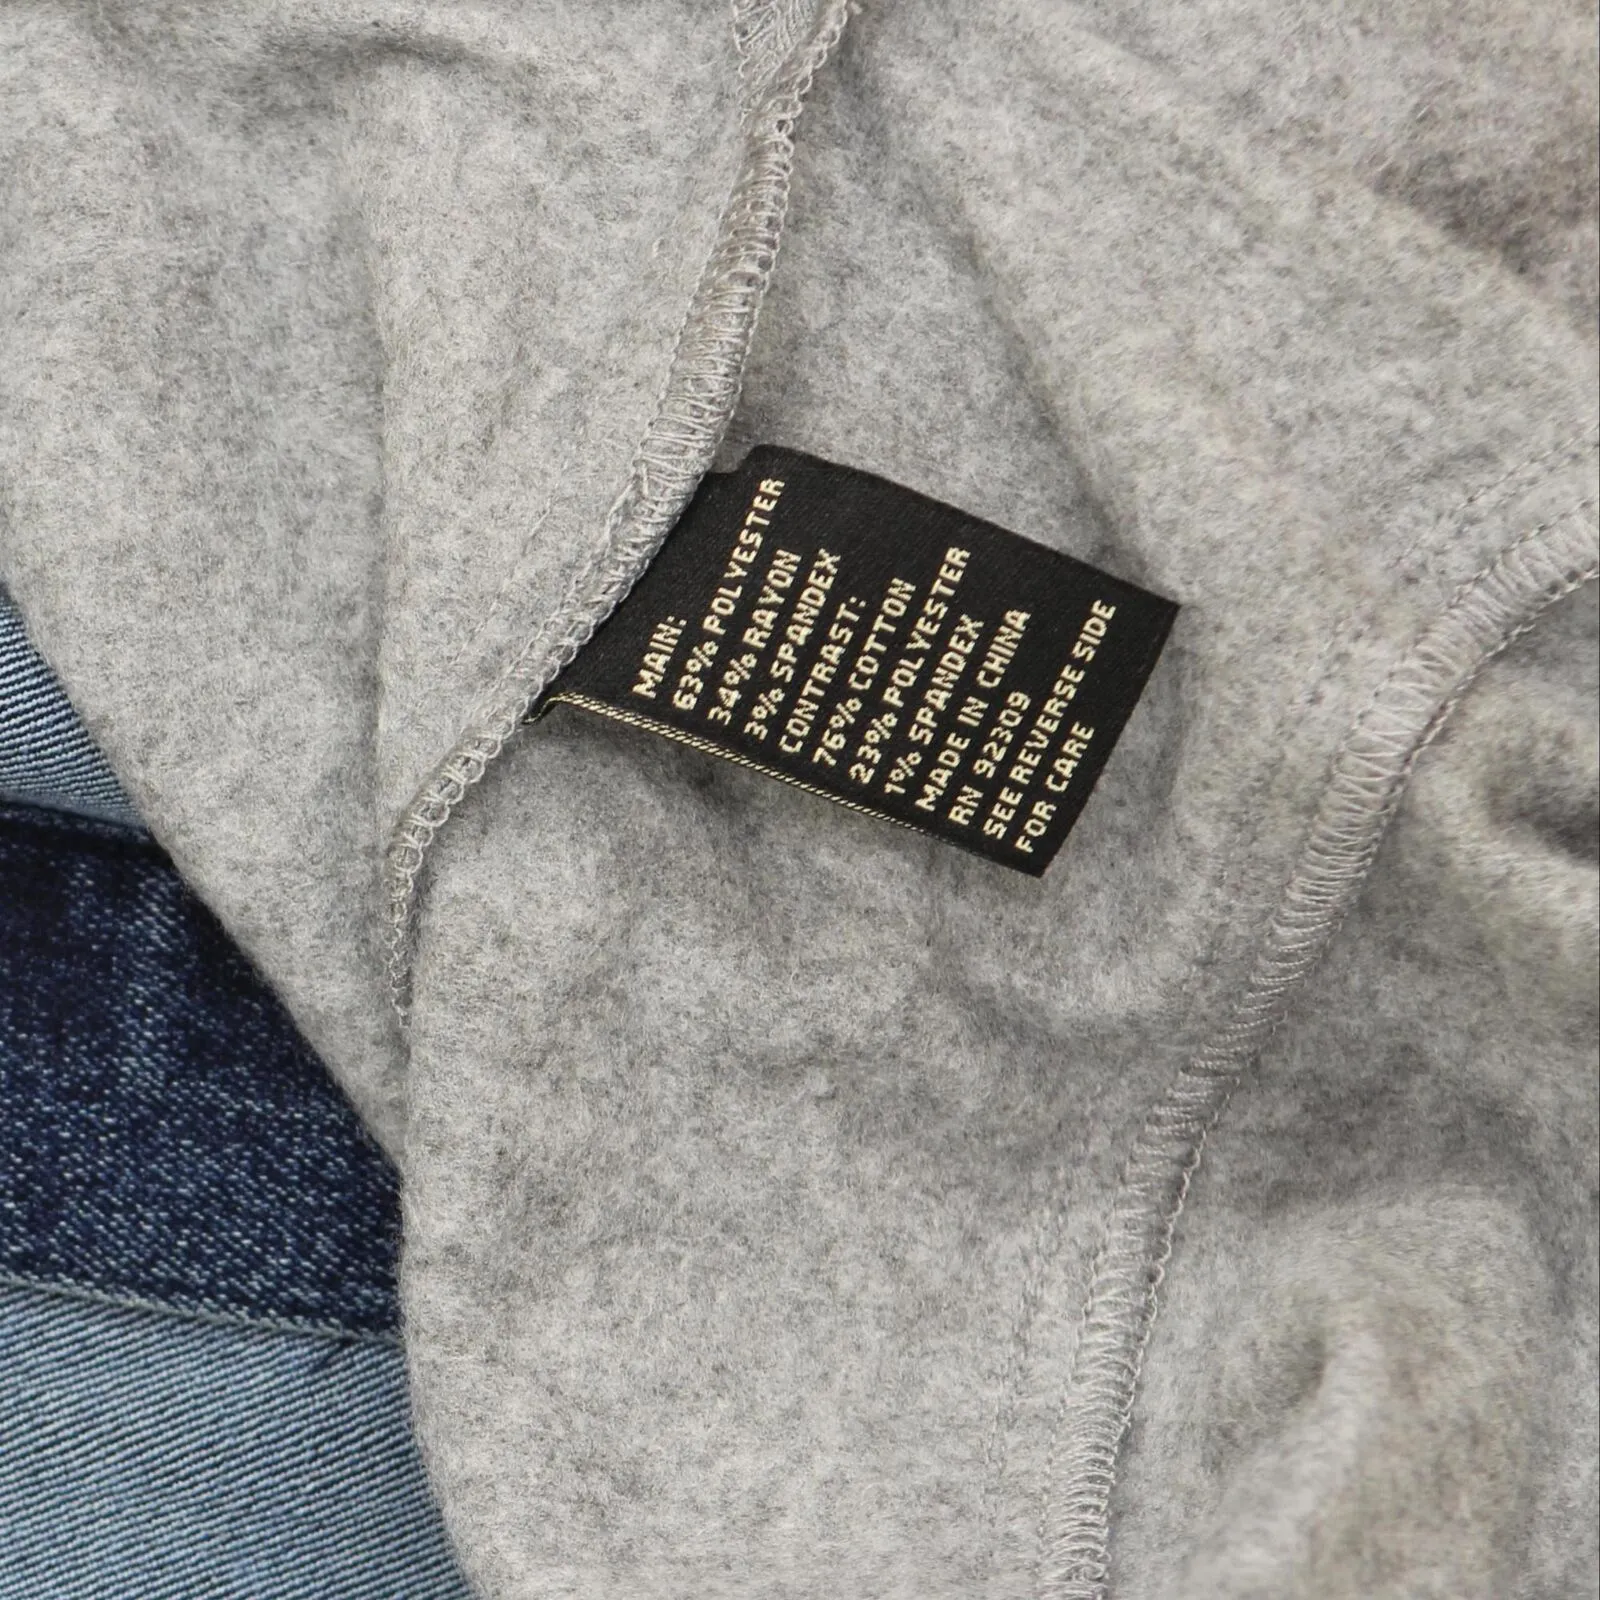 MAIN:
63% POLYESTER
34% RAYON
3% SPANDEX
CONTRAST:
76% COTTON
23% POLYESTER
1% SPANDEX
MADE IN CHINA
RN 92309
SEE REVERSE SIDE
FOR CARE